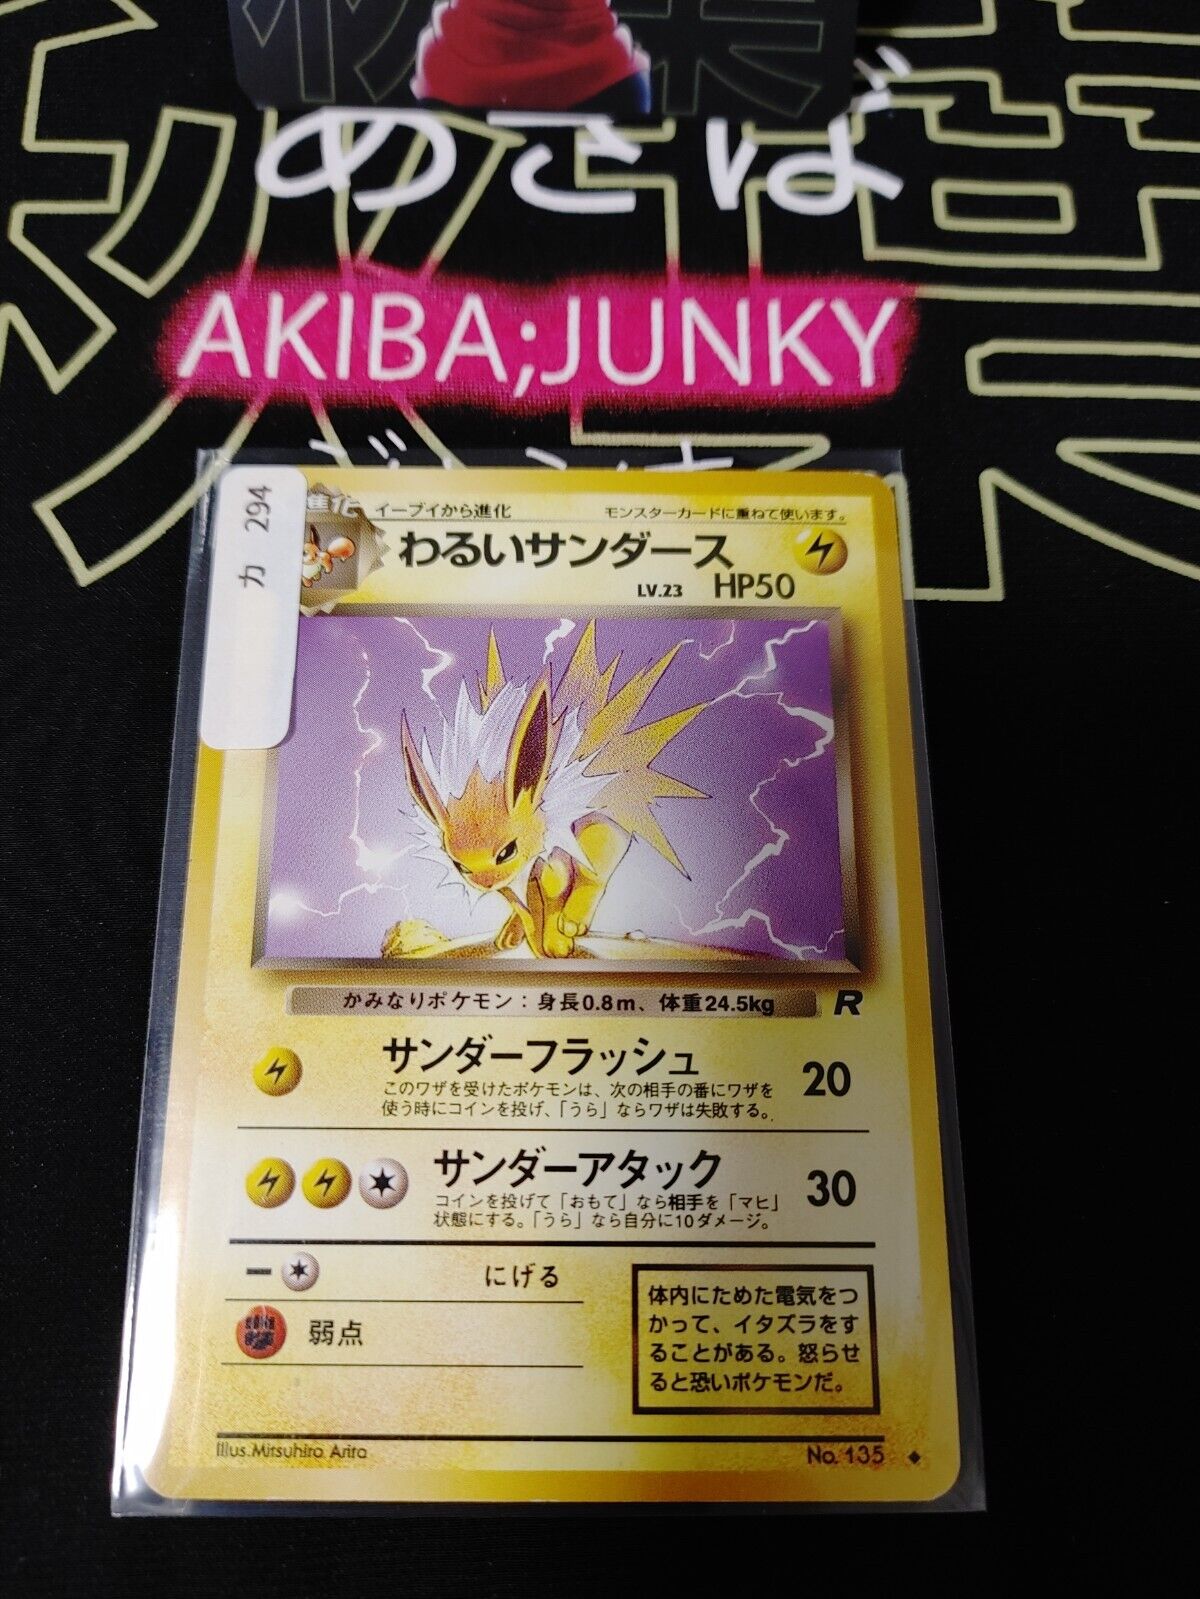 めざば
AKIBA;JUNKY
カ 294
進化
イーブイから進化
モンスターカードに重ねて使います。
わるいサンダース
LV.23 HP50
かみなりポケモン：身長0.8m、体重24.5kg
R
サンダーフラッシュ
20
このワザを受けたポケモンは、次の相手の番にワザを
使う時にコインを投げ、「うら」ならワザは失敗する。
サンダーアタック
30
コインを投げて「おもて」なら相手を「マヒ」
状態にする。「うら」なら自分に10ダメージ。
にげる
弱点
体内にためた電気をつ
かって、イタズラをす
ることがある。怒らせ
ると恐いポケモンだ。
Illus.Mitsuhiro Arita
No. 135